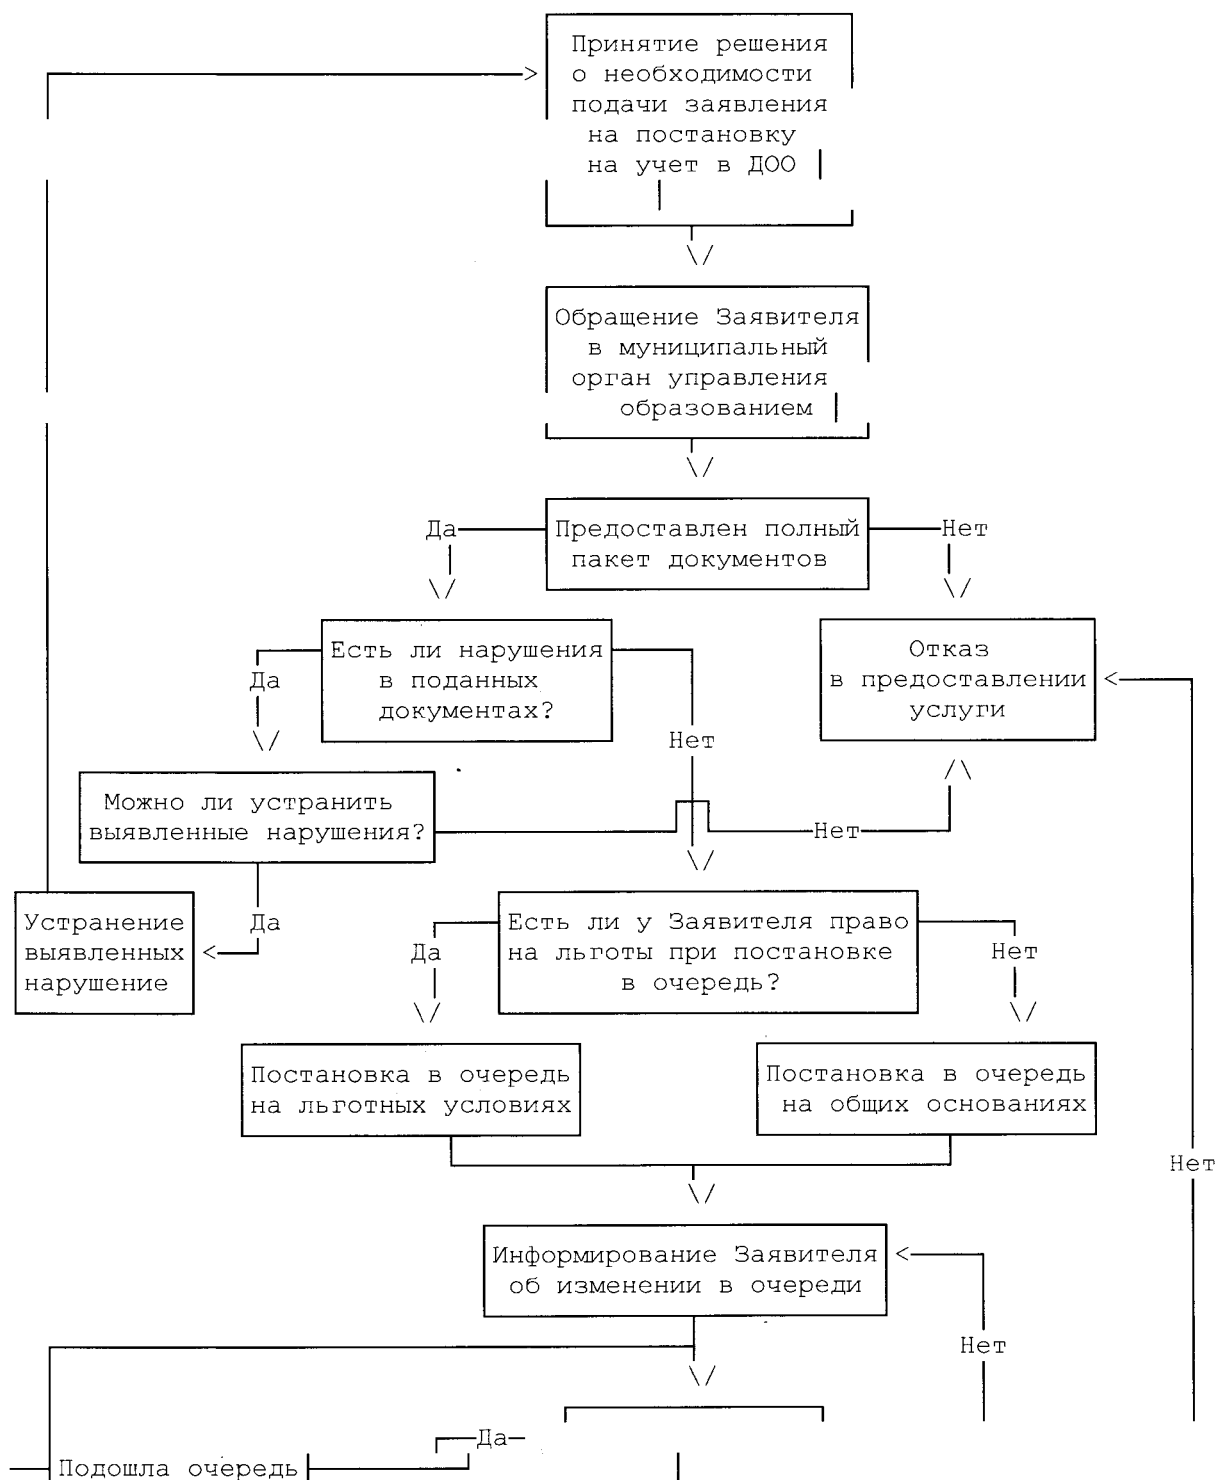 Принятие решения
о необходимости
подачи заявления
на постановку
на учет в ДОО
Обращение Заявителя
в муниципальный
орган управления
образованием
Да
Предоставлен полный
пакет документов
Нет
Есть ли нарушения
в поданных
документах?
Да
Нет
Отказ
в предоставлении
услуги
Можно ли устранить
выявленные нарушения?
Нет
Да
Устранение
выявленных
нарушение
Есть ли у Заявителя право
на льготы при постановке
в очередь?
Да
Нет
Постановка в очередь
на льготных условиях
Постановка в очередь
на общих основаниях
Нет
Информирование Заявителя
об изменении в очереди
Нет
Да
Подошла очередь